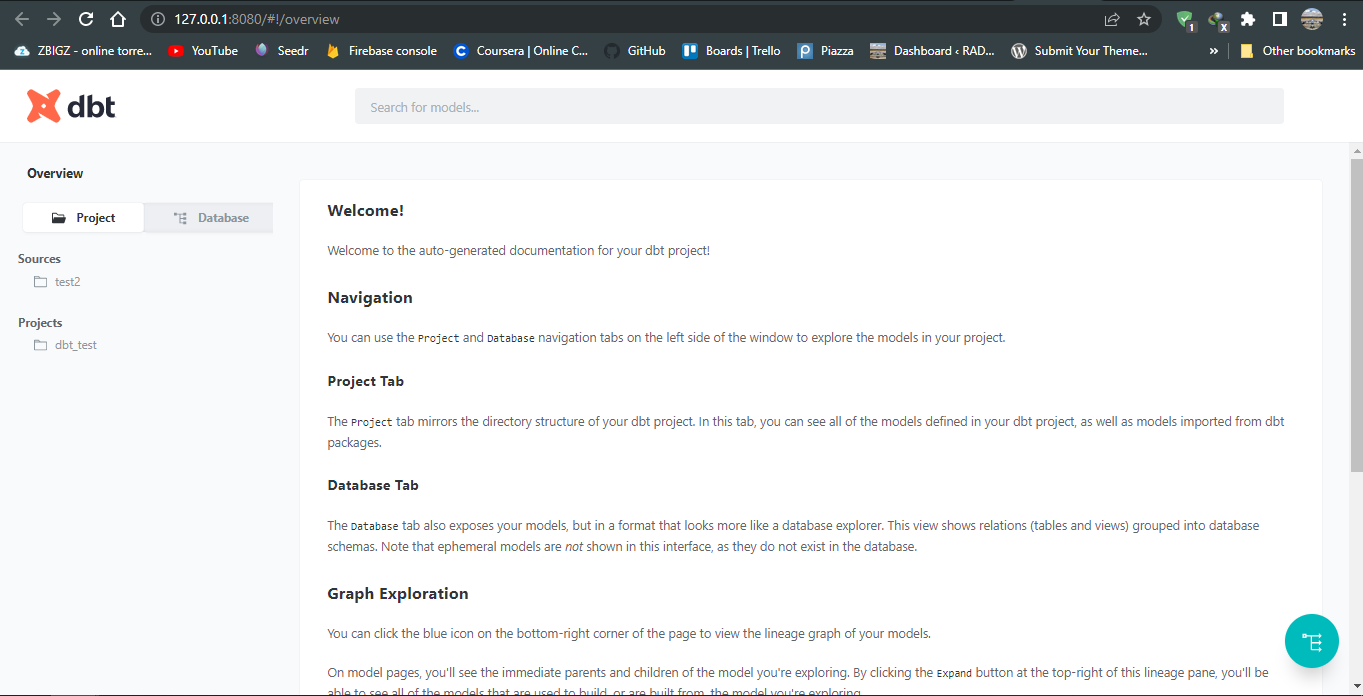 127.0.0.1:8080/#!/overview
1
x
ZBIGZ - online torre...
YouTube
Seedr
Firebase console
Coursera | Online C...
GitHub
Boards | Trello
Piazza
Dashboard ‹ RAD...
Submit Your Theme...
»
Other bookmarks
dbt
Search for models...
Overview
Project
Database
Sources
test2
Projects
dbt_test
Welcome!
Welcome to the auto-generated documentation for your dbt project!
Navigation
You can use the Project and Database navigation tabs on the left side of the window to explore the models in your project.
Project Tab
The Project tab mirrors the directory structure of your dbt project. In this tab, you can see all of the models defined in your dbt project, as well as models imported from dbt
packages.
Database Tab
The Database tab also exposes your models, but in a format that looks more like a database explorer. This view shows relations (tables and views) grouped into database
schemas. Note that ephemeral models are not shown in this interface, as they do not exist in the database.
Graph Exploration
You can click the blue icon on the bottom-right corner of the page to view the lineage graph of your models.
On model pages, you'll see the immediate parents and children of the model you're exploring. By clicking the Expand button at the top-right of this lineage pane, you'll be
able to see all of the models that are used to build, or are built from, the model you're exploring.